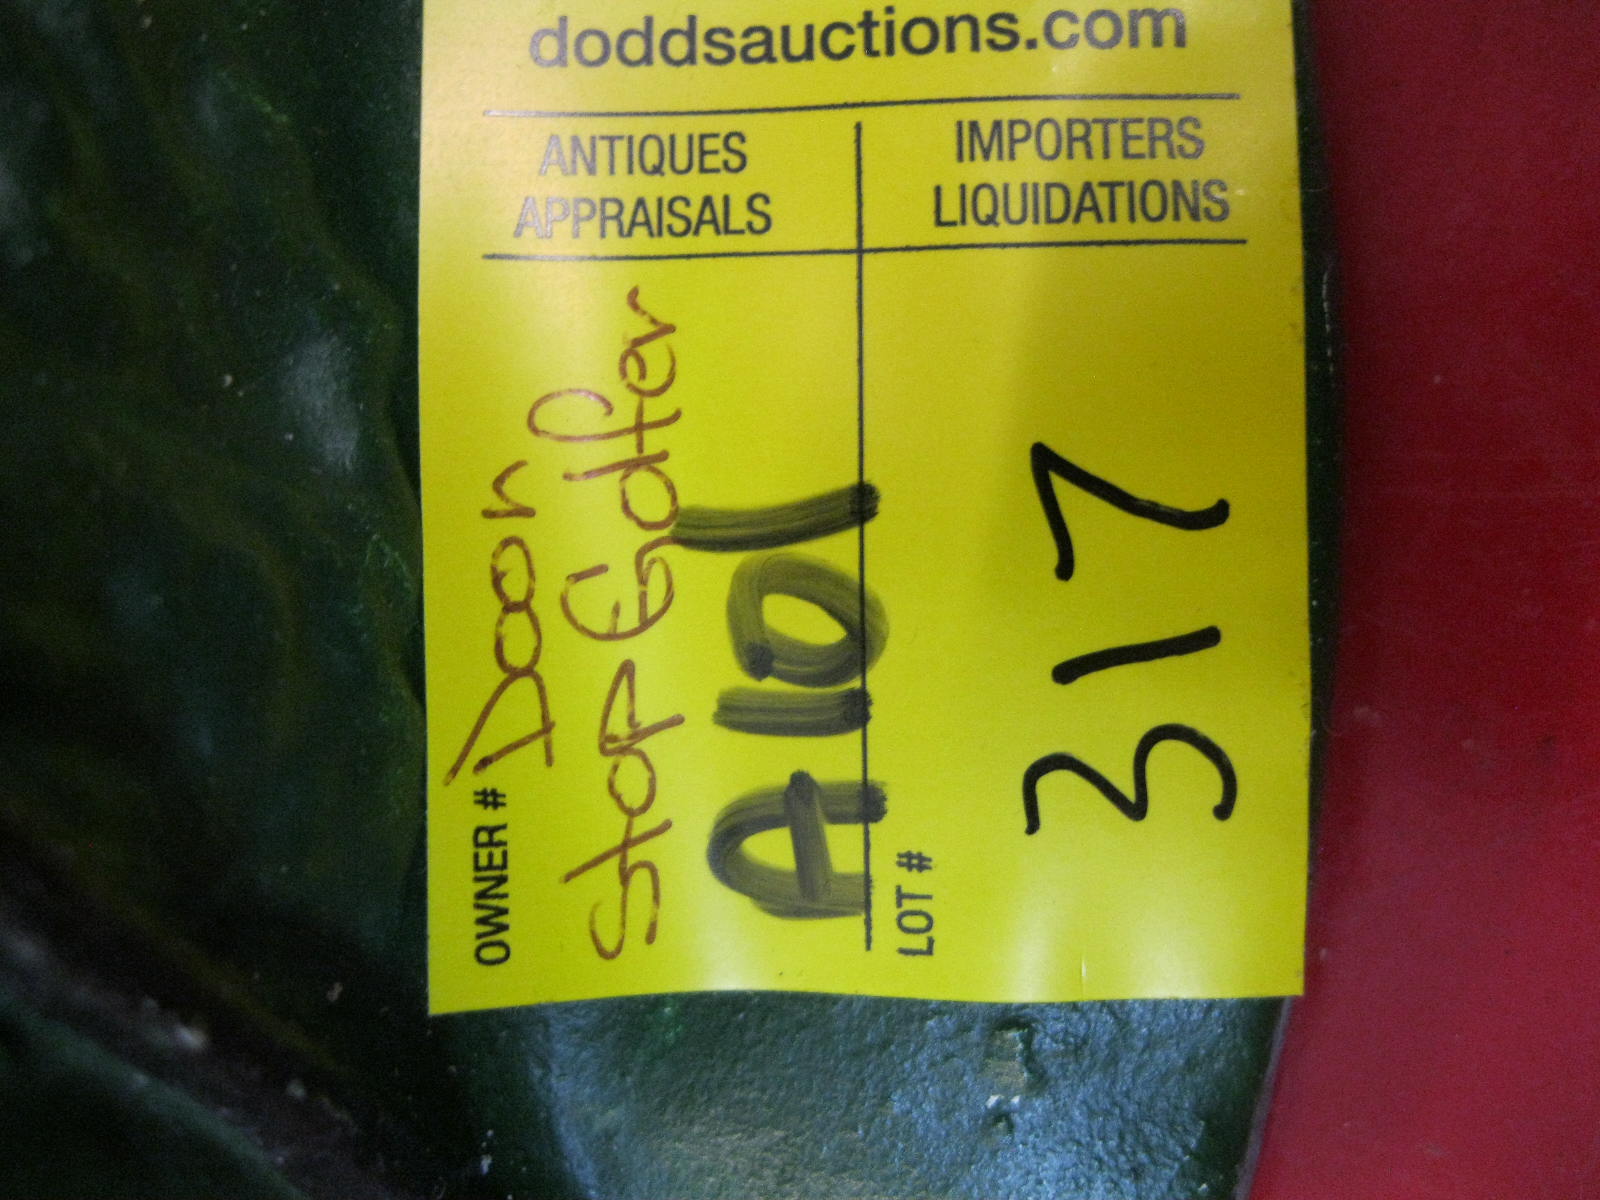 doddsauctions.com
ANTIQUES
APPRAISALS
IMPORTERS
LIQUIDATIONS
OWNER # Door
Stop Golfer
A101
LOT #
317